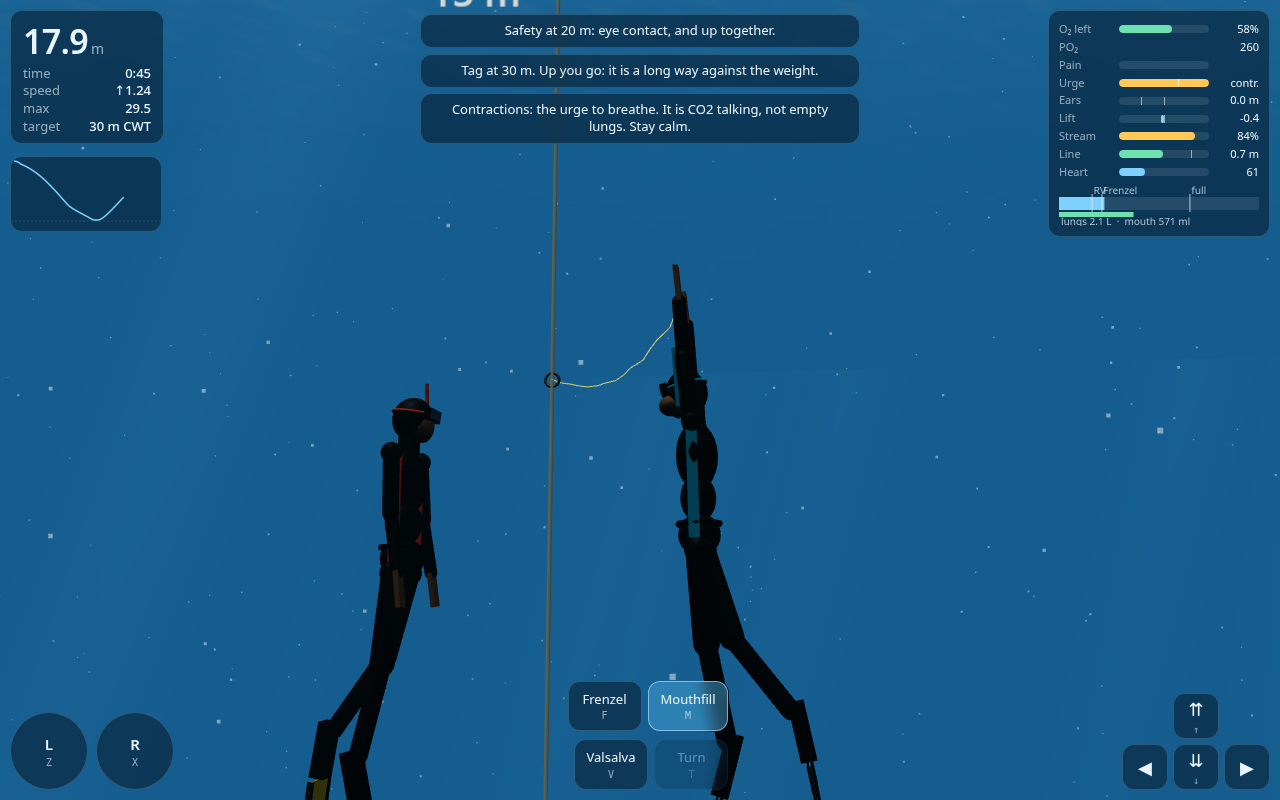 15 m
17.9 m
time 0:45
speed ↑1.24
max 29.5
target 30 m CWT
Safety at 20 m: eye contact, and up together.
Tag at 30 m. Up you go: it is a long way against the weight.
Contractions: the urge to breathe. It is CO2 talking, not empty
lungs. Stay calm.
O₂ left 58%
PO₂ 260
Pain
Urge contr.
Ears 0.0 m
Lift -0.4
Stream 84%
Line 0.7 m
Heart 61
RV Frenzel full
lungs 2.1 L · mouth 571 ml
Frenzel
F
Mouthfill
M
Valsalva
V
Turn
T
L
Z
R
X
⇈
↑
◀
⇊
↓
▶